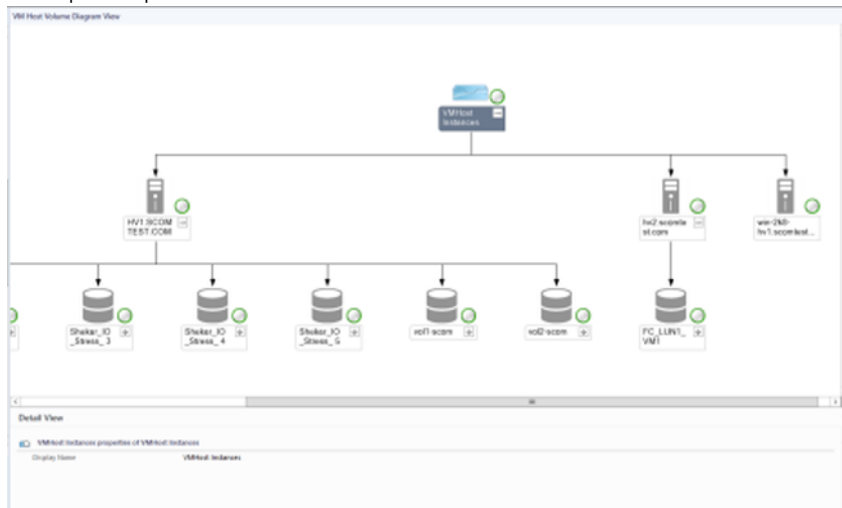 VM Host Volume Diagram View
VMHost
Instances
HV1.SCOM
TEST.COM
hv2.scomte
st.com
win-2k8-
hv1.scomtest...
Shekar_IO
_Stress_3
Shekar_IO
_Stress_4
Shekar_IO
_Stress_5
vol1-scom
vol2-scom
FC_LUN1_
VM1
Detail View
VMHost Instances properties of VMHost Instances
Display Name
VMHost Instances